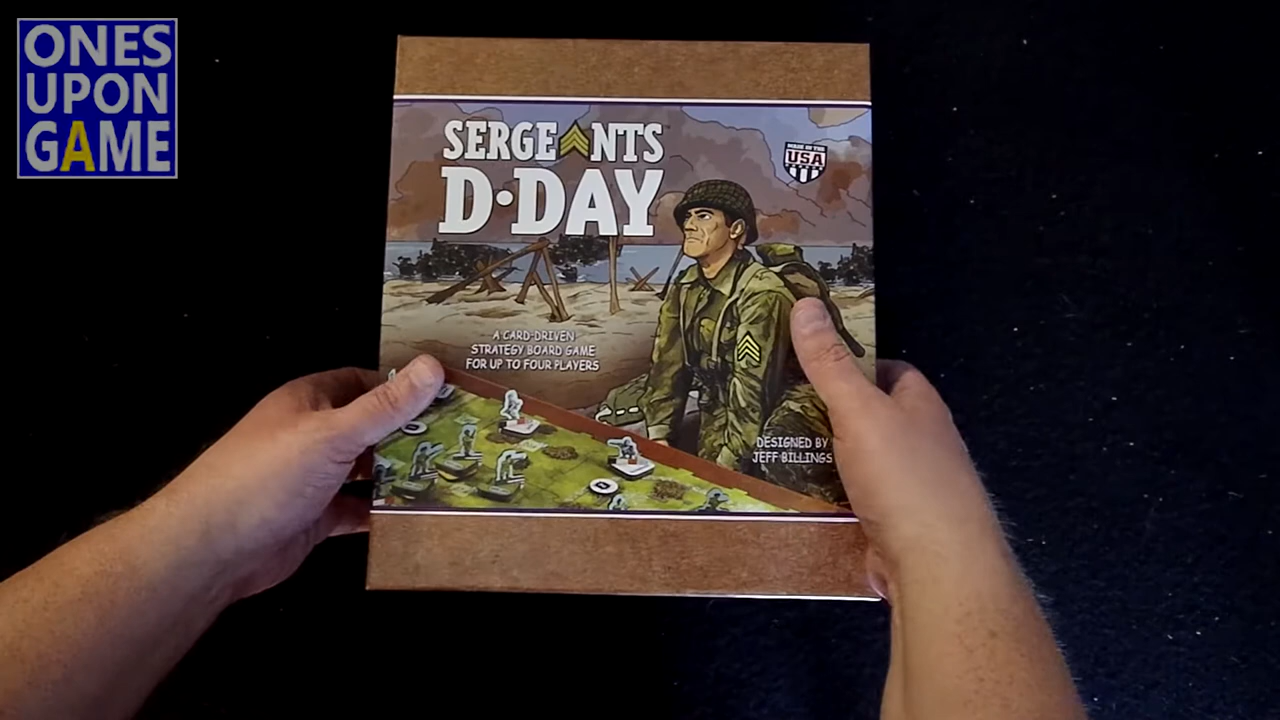 ONES
UPON
GAME
SERGEANTS
D·DAY
MADE IN THE
USA
A CARD-DRIVEN
STRATEGY BOARD GAME
FOR UP TO FOUR PLAYERS
DESIGNED BY
JEFF BILLINGS